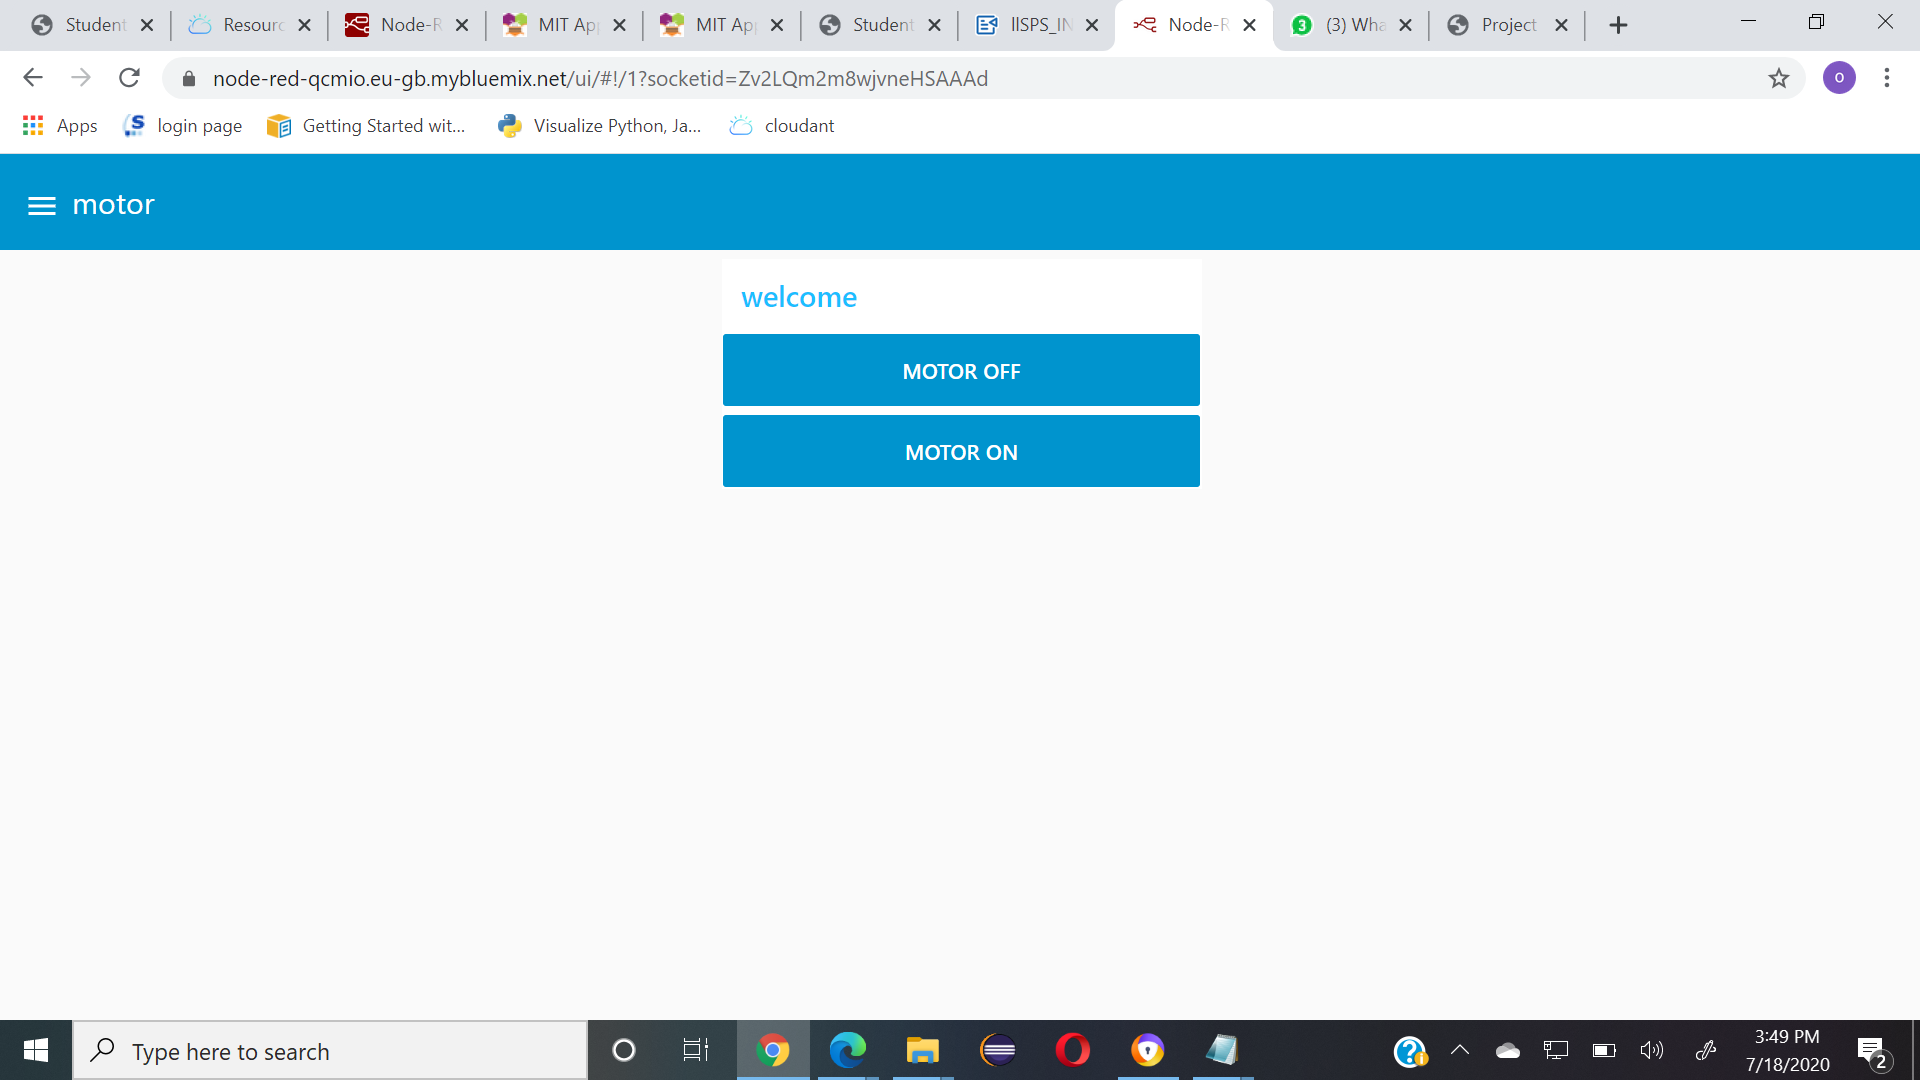 Student
Resourc
Node-R
MIT Ap
MIT Ap
Student
llSPS_IN
Node-R
3
(3) Wha
Project
node-red-qcmio.eu-gb.mybluemix.net/ui/#!/1?socketid=Zv2LQm2m8wjvneHSAAAd
o
Apps
login page
Getting Started wit...
Visualize Python, Ja...
cloudant
motor
welcome
MOTOR OFF
MOTOR ON
Type here to search
3:49 PM
7/18/2020
2